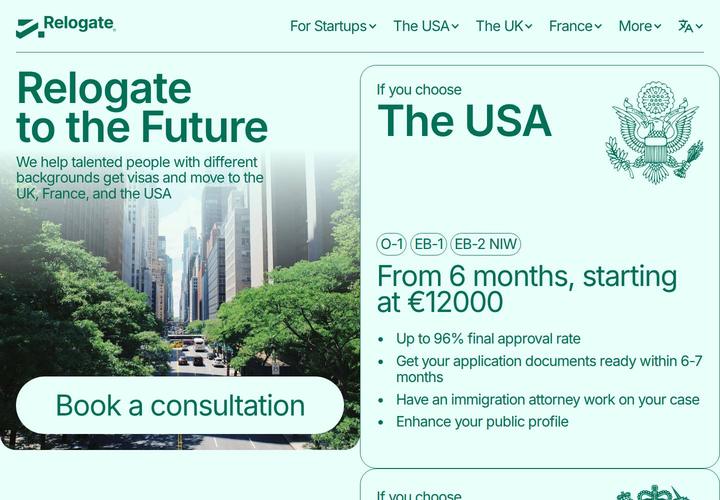 Relogate
For Startups
The USA
The UK
France
More
Relogate
to the Future
We help talented people with different
backgrounds get visas and move to the
UK, France, and the USA
Book a consultation
If you choose
The USA
O-1
EB-1
EB-2 NIW
From 6 months, starting
at €12000
• Up to 96% final approval rate
• Get your application documents ready within 6-7
months
• Have an immigration attorney work on your case
• Enhance your public profile
If you choose